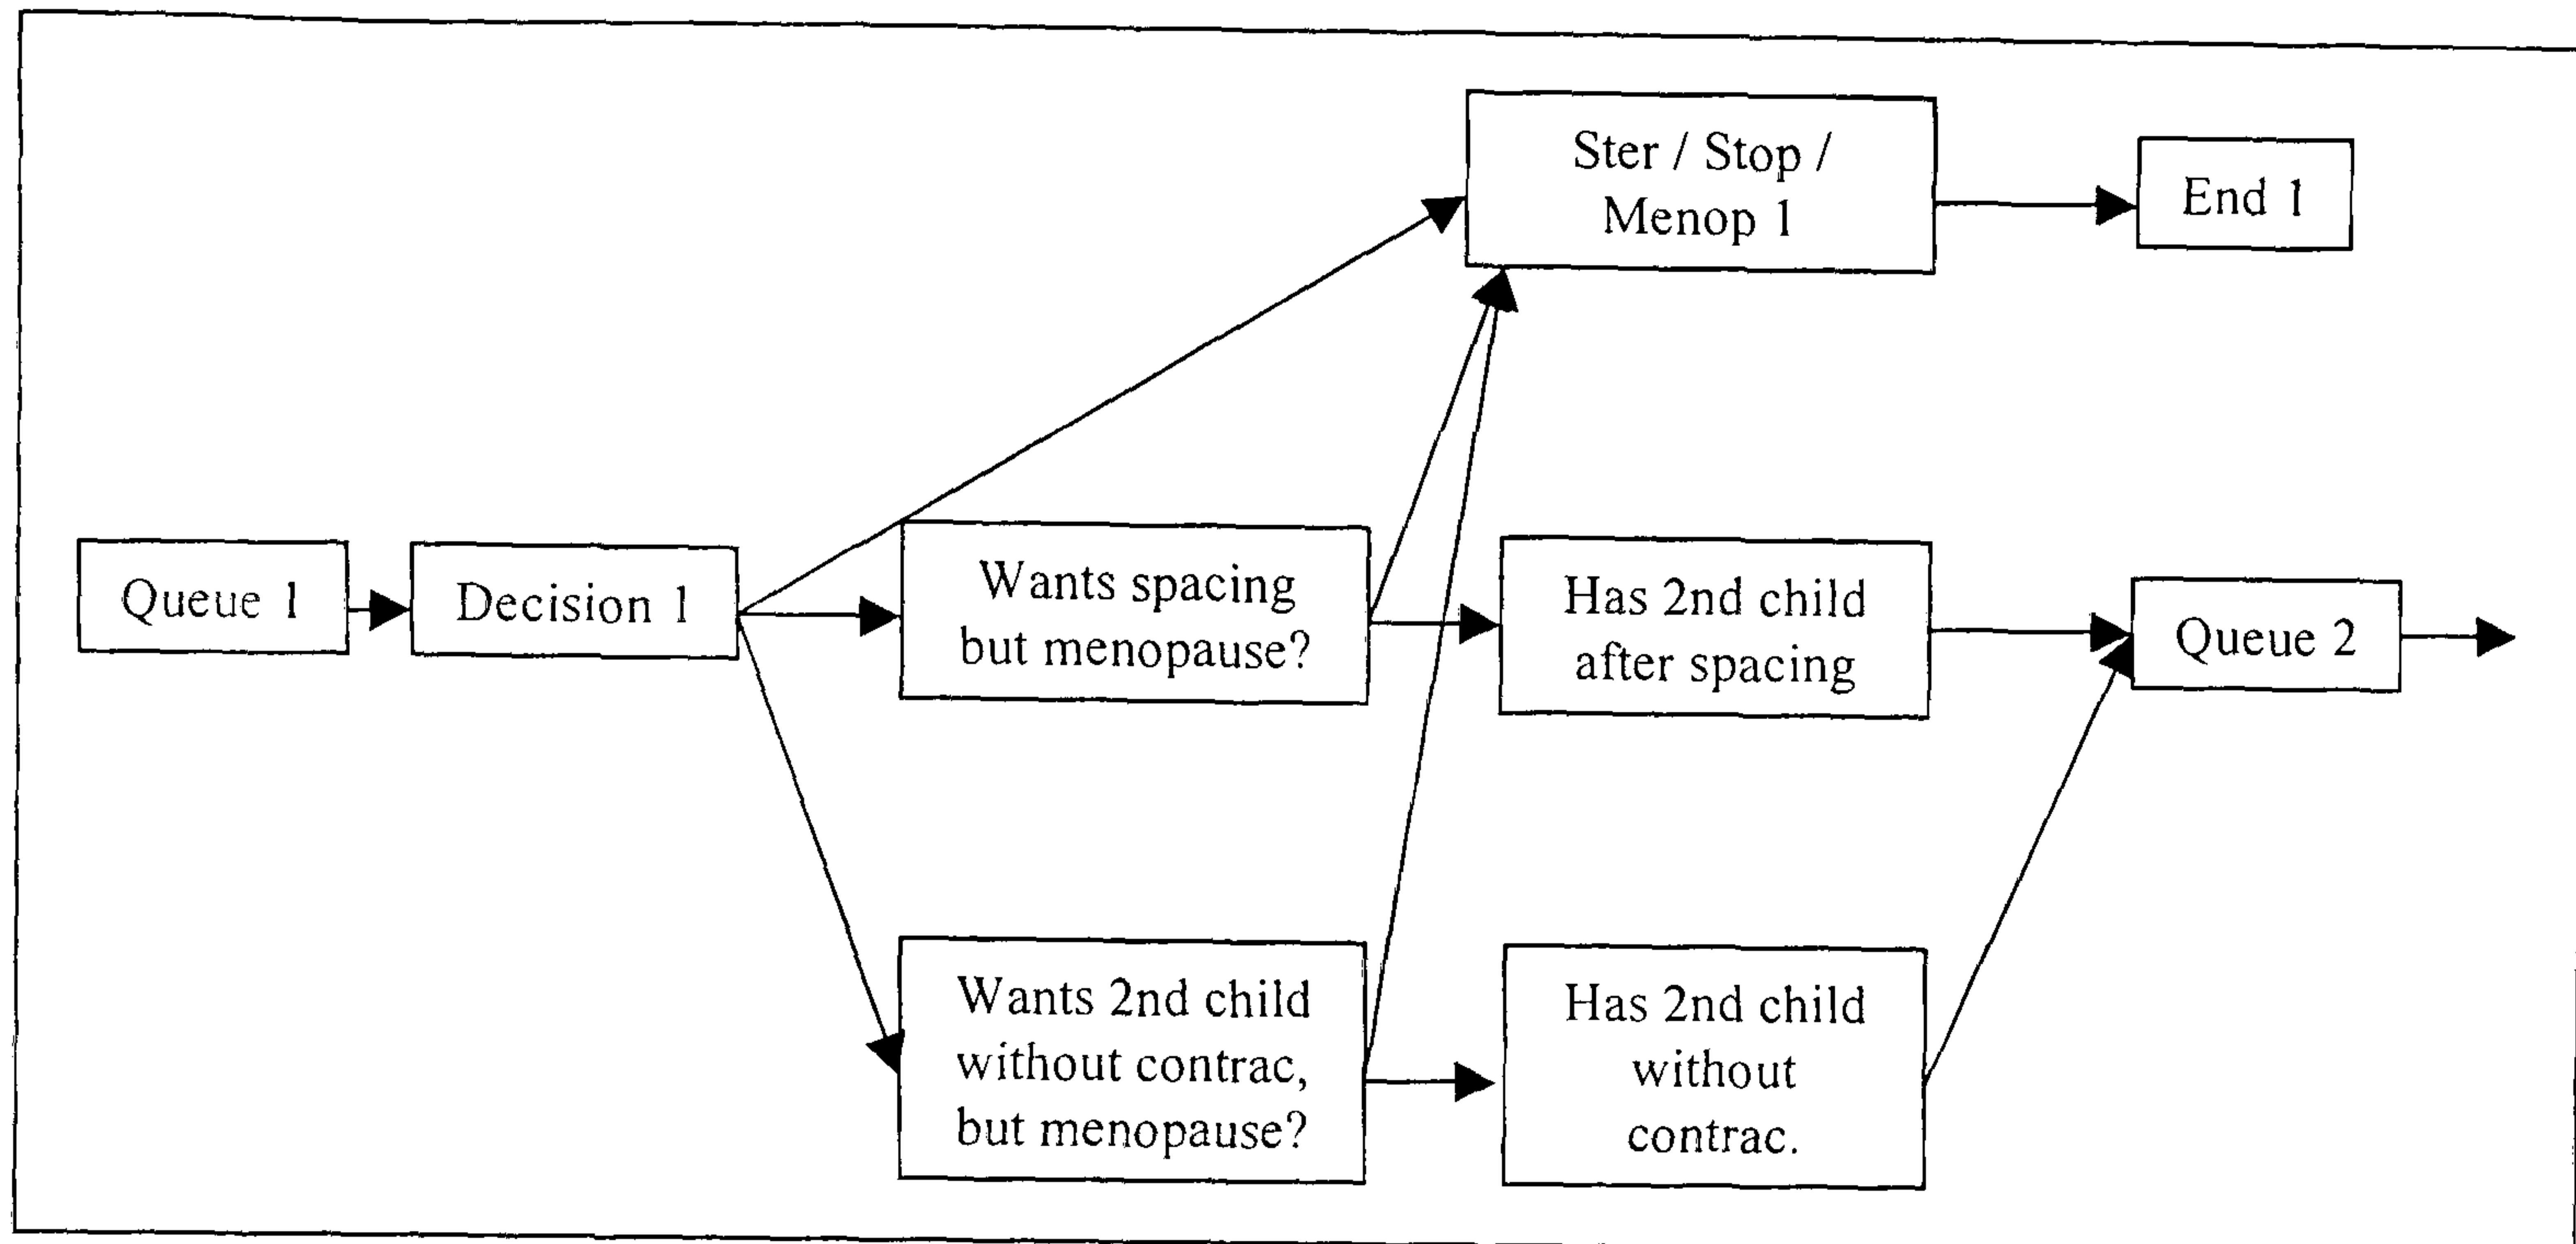 Ster / Stop /
Menop 1
End 1
Queue 1
Decision 1
Wants spacing
but menopause?
Has 2nd child
after spacing
Queue 2
Wants 2nd child
without contrac,
but menopause?
Has 2nd child
without
contrac.